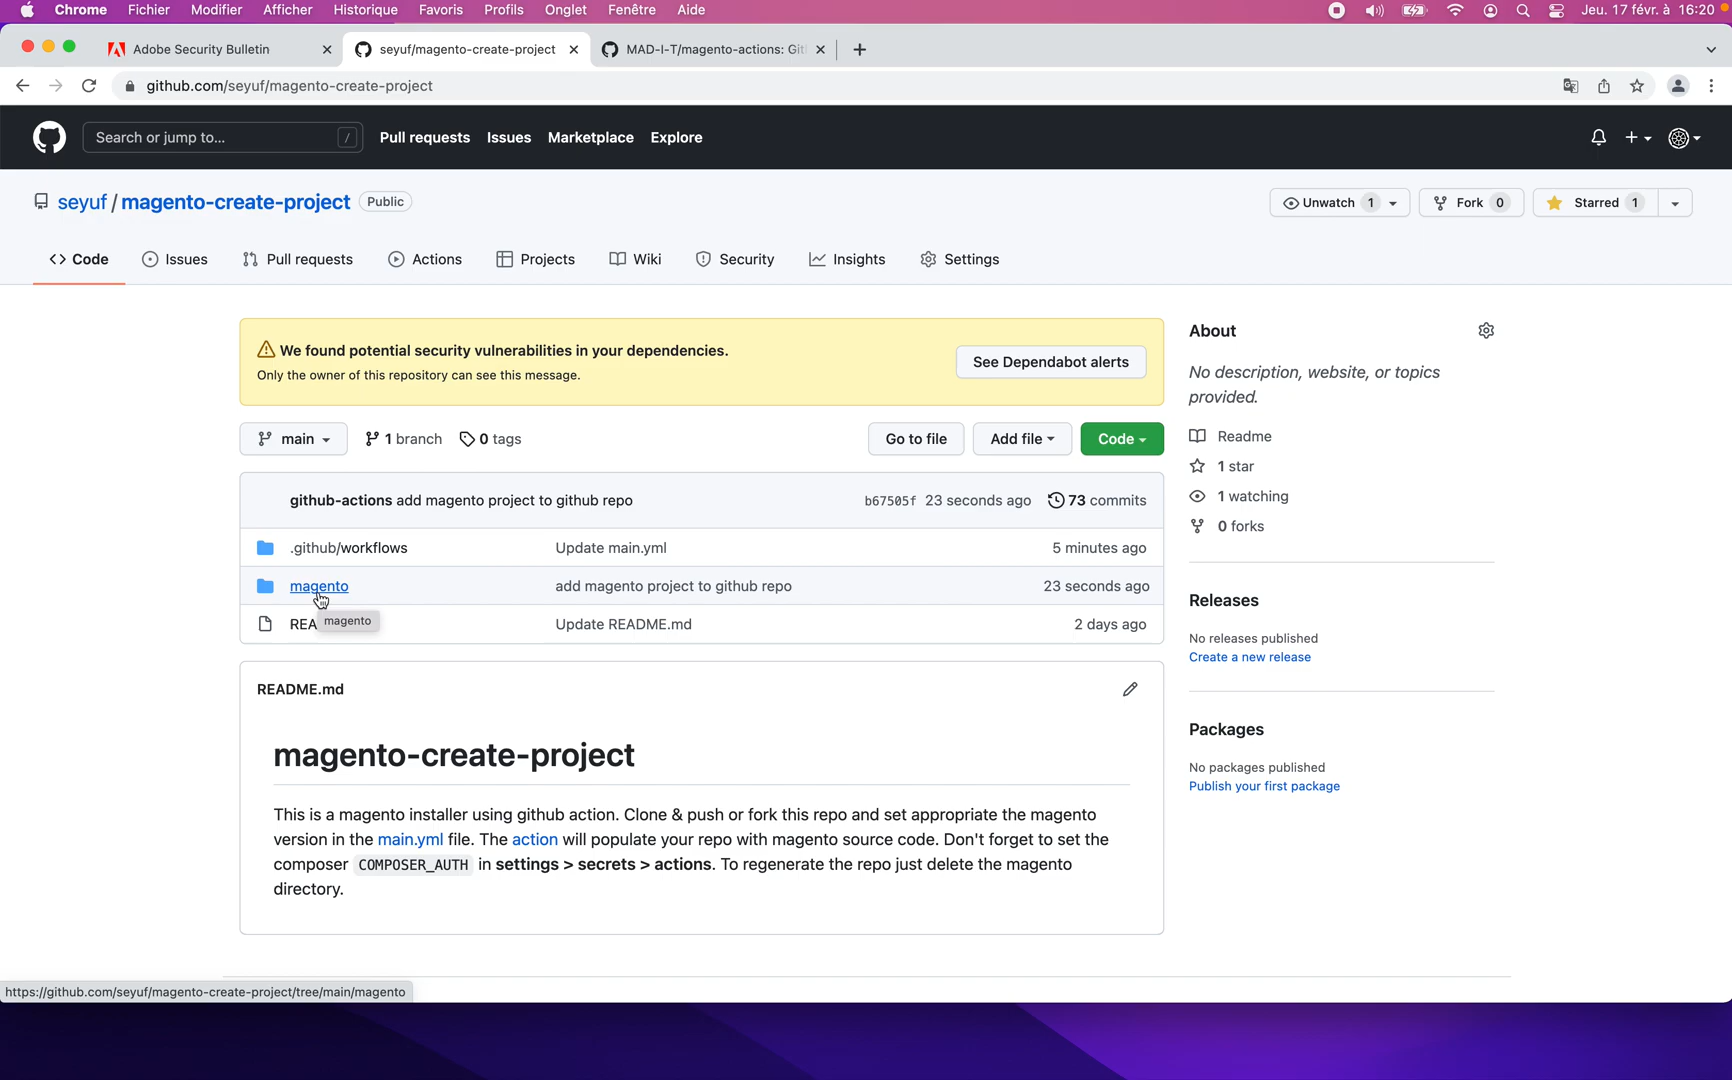 Chrome Fichier Modifier Afficher Historique Favoris Profils Onglet Fenêtre Aide Jeu. 17 févr. à 16:20
Adobe Security Bulletin seyuf/magento-create-project MAD-I-T/magento-actions: Git
github.com/seyuf/magento-create-project
Search or jump to... / Pull requests Issues Marketplace Explore
seyuf / magento-create-project Public Unwatch 1 Fork 0 Starred 1
Code Issues Pull requests Actions Projects Wiki Security Insights Settings
We found potential security vulnerabilities in your dependencies.
Only the owner of this repository can see this message.
See Dependabot alerts
main 1 branch 0 tags Go to file Add file Code
github-actions add magento project to github repo b67505f 23 seconds ago 73 commits
.github/workflows Update main.yml 5 minutes ago
magento add magento project to github repo 23 seconds ago
magento
REA Update README.md 2 days ago
README.md
magento-create-project
This is a magento installer using github action. Clone & push or fork this repo and set appropriate the magento
version in the main.yml file. The action will populate your repo with magento source code. Don't forget to set the
composer COMPOSER_AUTH in settings > secrets > actions. To regenerate the repo just delete the magento
directory.
About
No description, website, or topics
provided.
Readme
1 star
1 watching
0 forks
Releases
No releases published
Create a new release
Packages
No packages published
Publish your first package
https://github.com/seyuf/magento-create-project/tree/main/magento